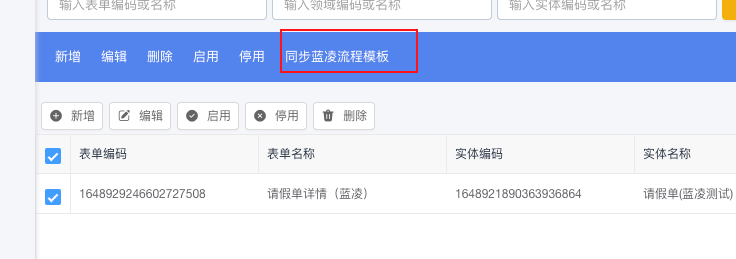 输入表单编码或名称 输入领域编码或名称 输入实体编码或名称
新增 编辑 删除 启用 停用 同步蓝凌流程模板
新增 编辑 启用 停用 删除
表单编码 表单名称 实体编码 实体名称
1648929246602727508 请假单详情（蓝凌） 1648921890363936864 请假单(蓝凌测试)